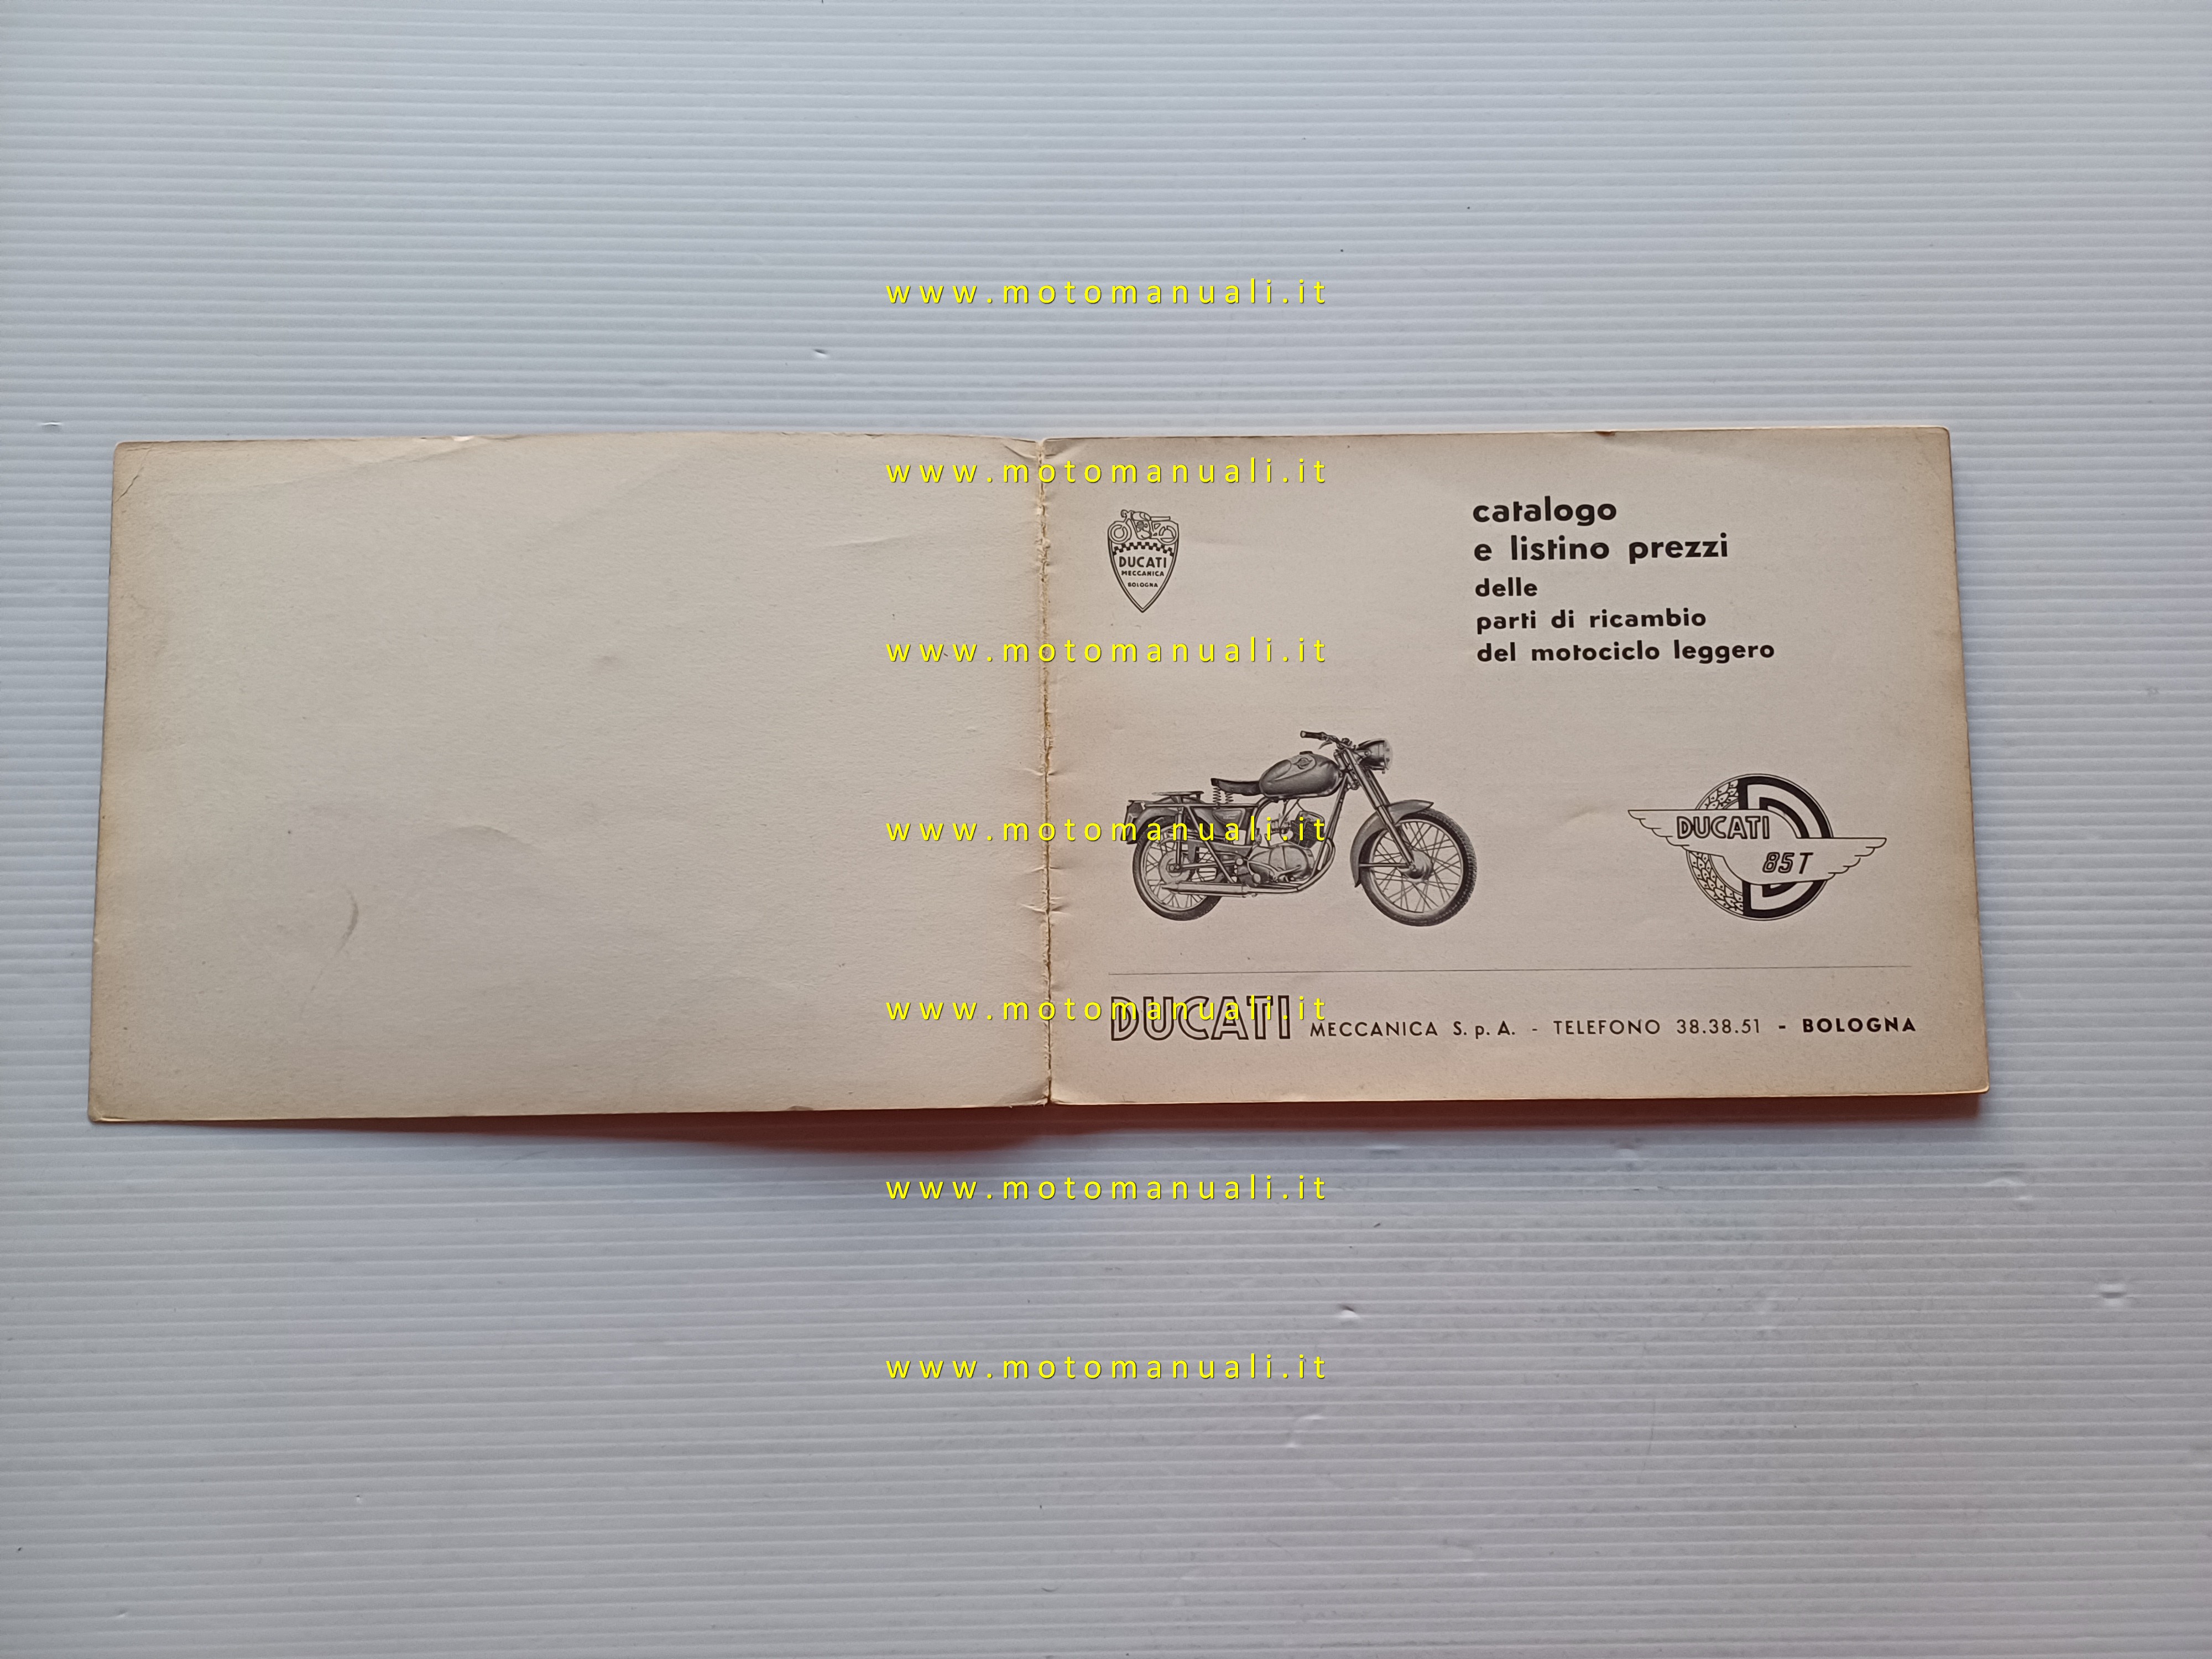 www.motomanuali.it
www.motomanuali.it
catalogo
e listino prezzi
delle
parti di ricambio
del motociclo leggero
DUCATI
MECCANICA
BOLOGNA
www.motomanuali.it
www.motomanuali.it
DUCATI
85 T
www.motomanuali.it
DUCATI MECCANICA S. p. A. - TELEFONO 38.38.51 - BOLOGNA
www.motomanuali.it
www.motomanuali.it